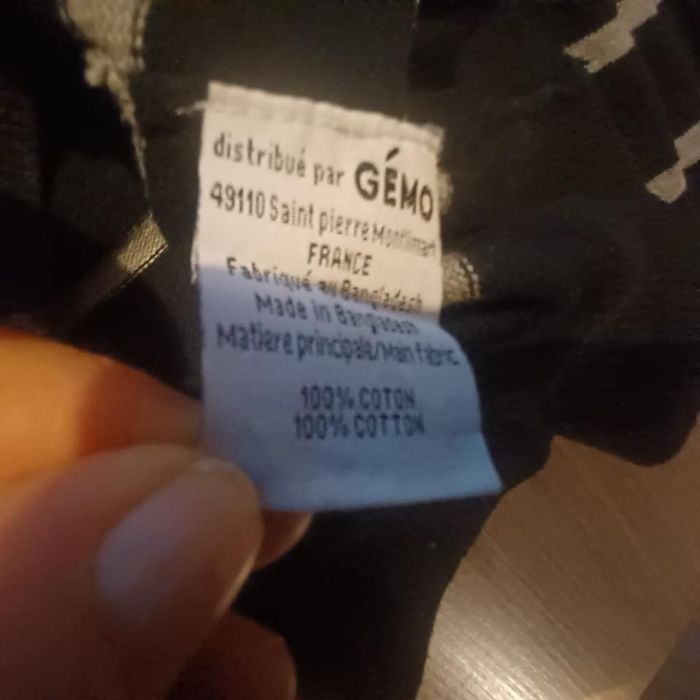 distribué par GÉMO
49110 Saint pierre Montlimart
FRANCE
Fabriqué au Bangladesh
Made in Bangladesh
Matière principale/Main fabric
100% COTON
100% COTTON